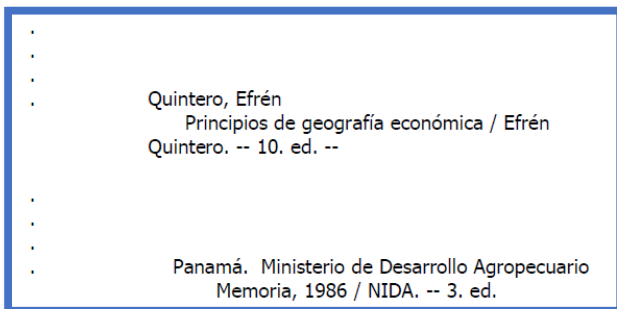 .
.
.
. Quintero, Efrén
Principios de geografía económica / Efrén
Quintero. -- 10. ed. --
.
.
.
. Panamá. Ministerio de Desarrollo Agropecuario
Memoria, 1986 / NIDA. -- 3. ed.